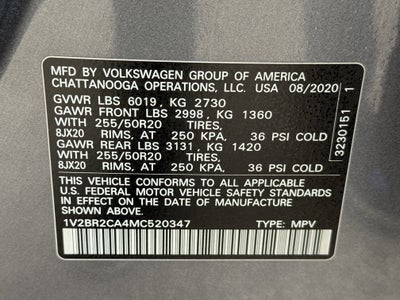 MFD BY VOLKSWAGEN GROUP OF AMERICA
CHATTANOOGA OPERATIONS, LLC. USA 08/2020
GVWR LBS 6019, KG 2730
GAWR FRONT LBS 2998, KG 1360
WITH 255/50R20 TIRES,
8JX20 RIMS, AT 250 KPA, 36 PSI COLD
GAWR REAR LBS 3131, KG 1420
WITH 255/50R20 TIRES,
8JX20 RIMS, AT 250 KPA, 36 PSI COLD
THIS VEHICLE CONFORMS TO ALL APPLICABLE
U.S. FEDERAL MOTOR VEHICLE SAFETY STANDARDS
IN EFFECT ON THE DATE OF MANUFACTURE
SHOWN ABOVE.
1V2BR2CA4MC520347 TYPE: MPV
3230151 1